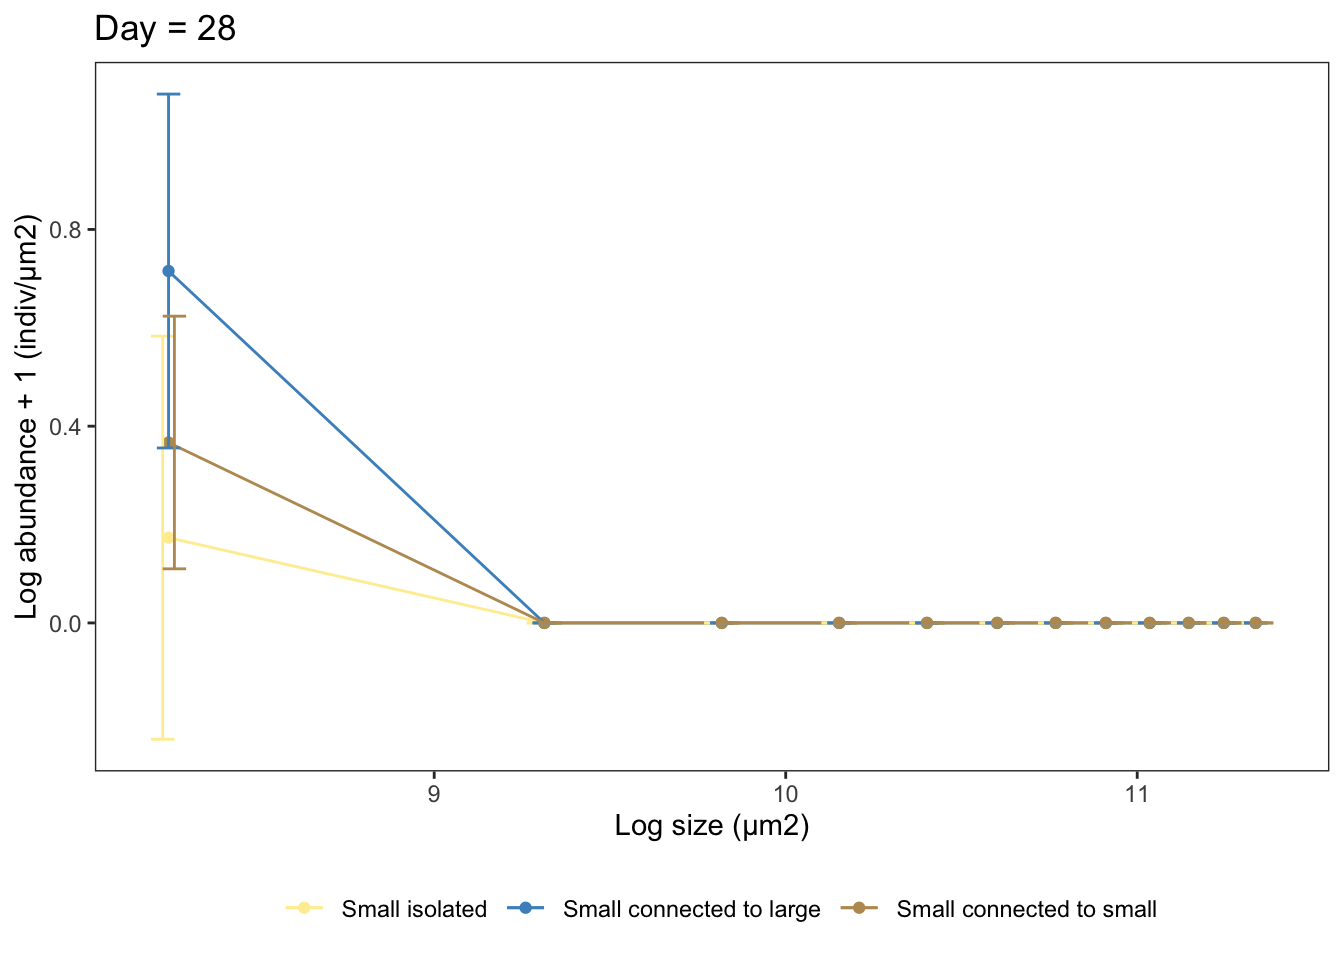 Day = 28
Log abundance + 1 (indiv/µm2)
0.8
0.4
0.0
9 10 11
Log size (µm2)
Small isolated Small connected to large Small connected to small